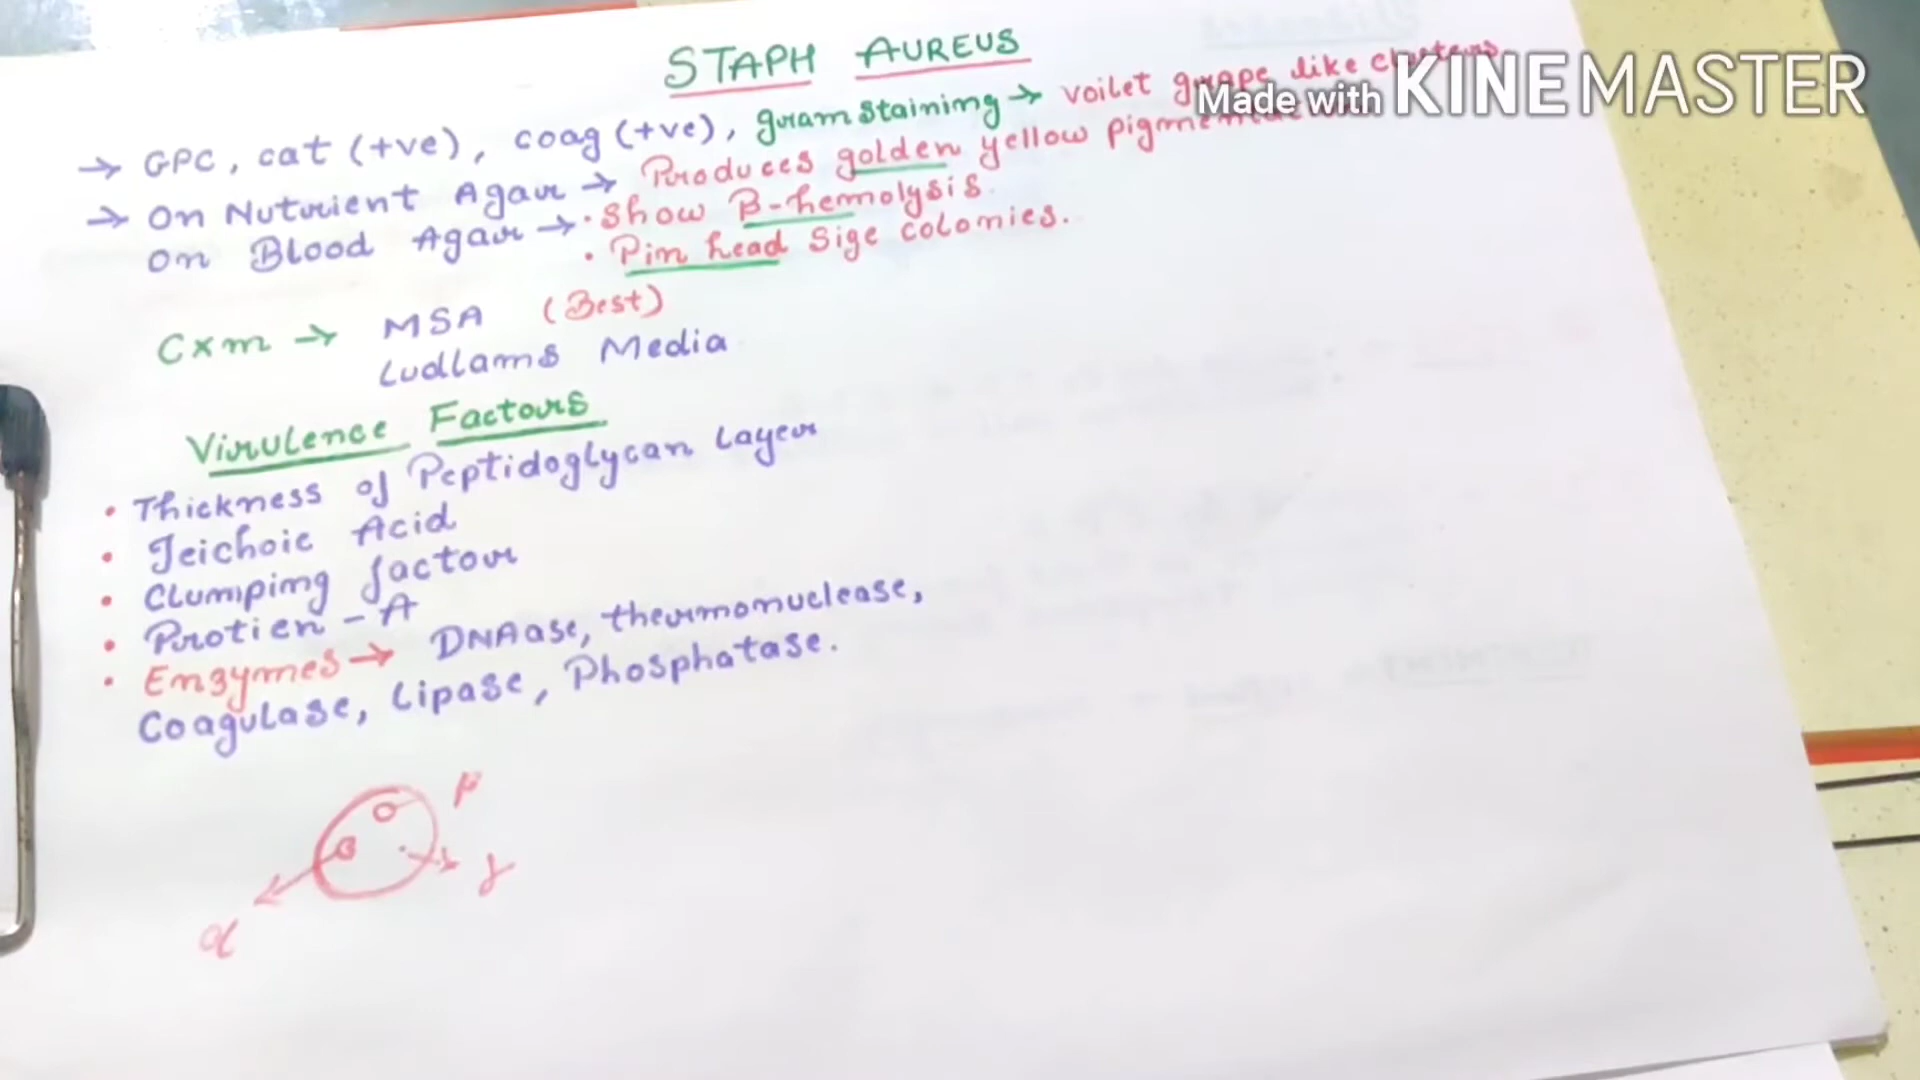 STAPH AUREUS
→ GPC, cat (+ve), coag (+ve), gram staining → voilet grape like clusters
Made with KINEMASTER
→ On Nutrient Agar → Produces golden yellow
On Blood Agar → • show β-hemolysis
• Pin head size colonies.
Cxm → MSA (Best)
Ludlams Media
Virulence Factors
• Thickness of Peptidoglycan Layer
• Teichoic Acid
• Clumping factor
• Protien-A
• Enzymes → DNAase, thermonuclease,
Coagulase, Lipase, Phosphatase.
β
γ
α